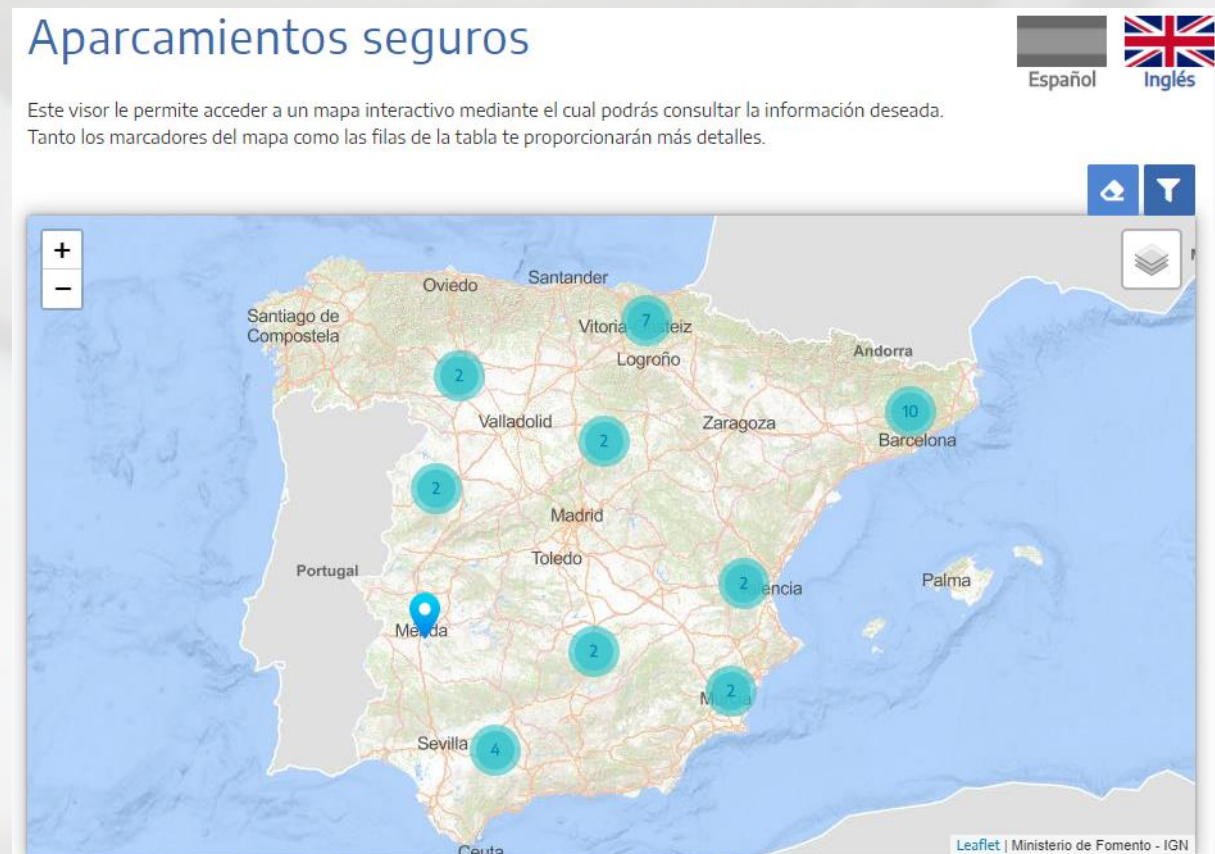 Aparcamientos seguros
Español
Inglés
Este visor le permite acceder a un mapa interactivo mediante el cual podrás consultar la información deseada.
Tanto los marcadores del mapa como las filas de la tabla te proporcionarán más detalles.
+
−
Oviedo
Santander
Santiago de
Compostela
7
Logroño
Andorra
2
10
Valladolid
2
Zaragoza
Barcelona
2
Madrid
Toledo
Portugal
2
Palma
2
2
Sevilla
4
Leaflet | Ministerio de Fomento - IGN